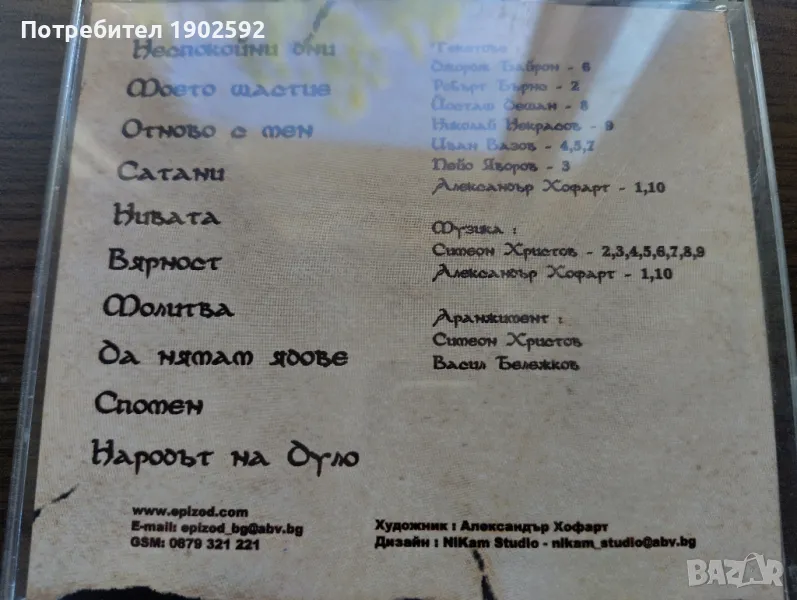 Потребител 1902592
Неспокойни дни
Моето щастие
Отново с мен
Сатани
Нивата
Вярност
Молитва
Да нямам ядове
Спомен
Народът на Дуло
Текстове :
Джордж Байрон - 6
Робърт Бърнс - 2
Йосташ Дешан - 8
Николай Некрасов - 9
Иван Вазов - 4,5,7
Пейо Яворов - 3
Александър Хофарт - 1,10
Музика :
Симеон Христов - 2,3,4,5,6,7,8,9
Александър Хофарт - 1,10
Аранжимент :
Симеон Христов
Васил Бележков
www.epizod.com
E-mail: epizod_bg@abv.bg
GSM: 0879 321 221
Художник : Александър Хофарт
Дизайн : NiKam Studio - nikam_studio@abv.bg
BAZAR